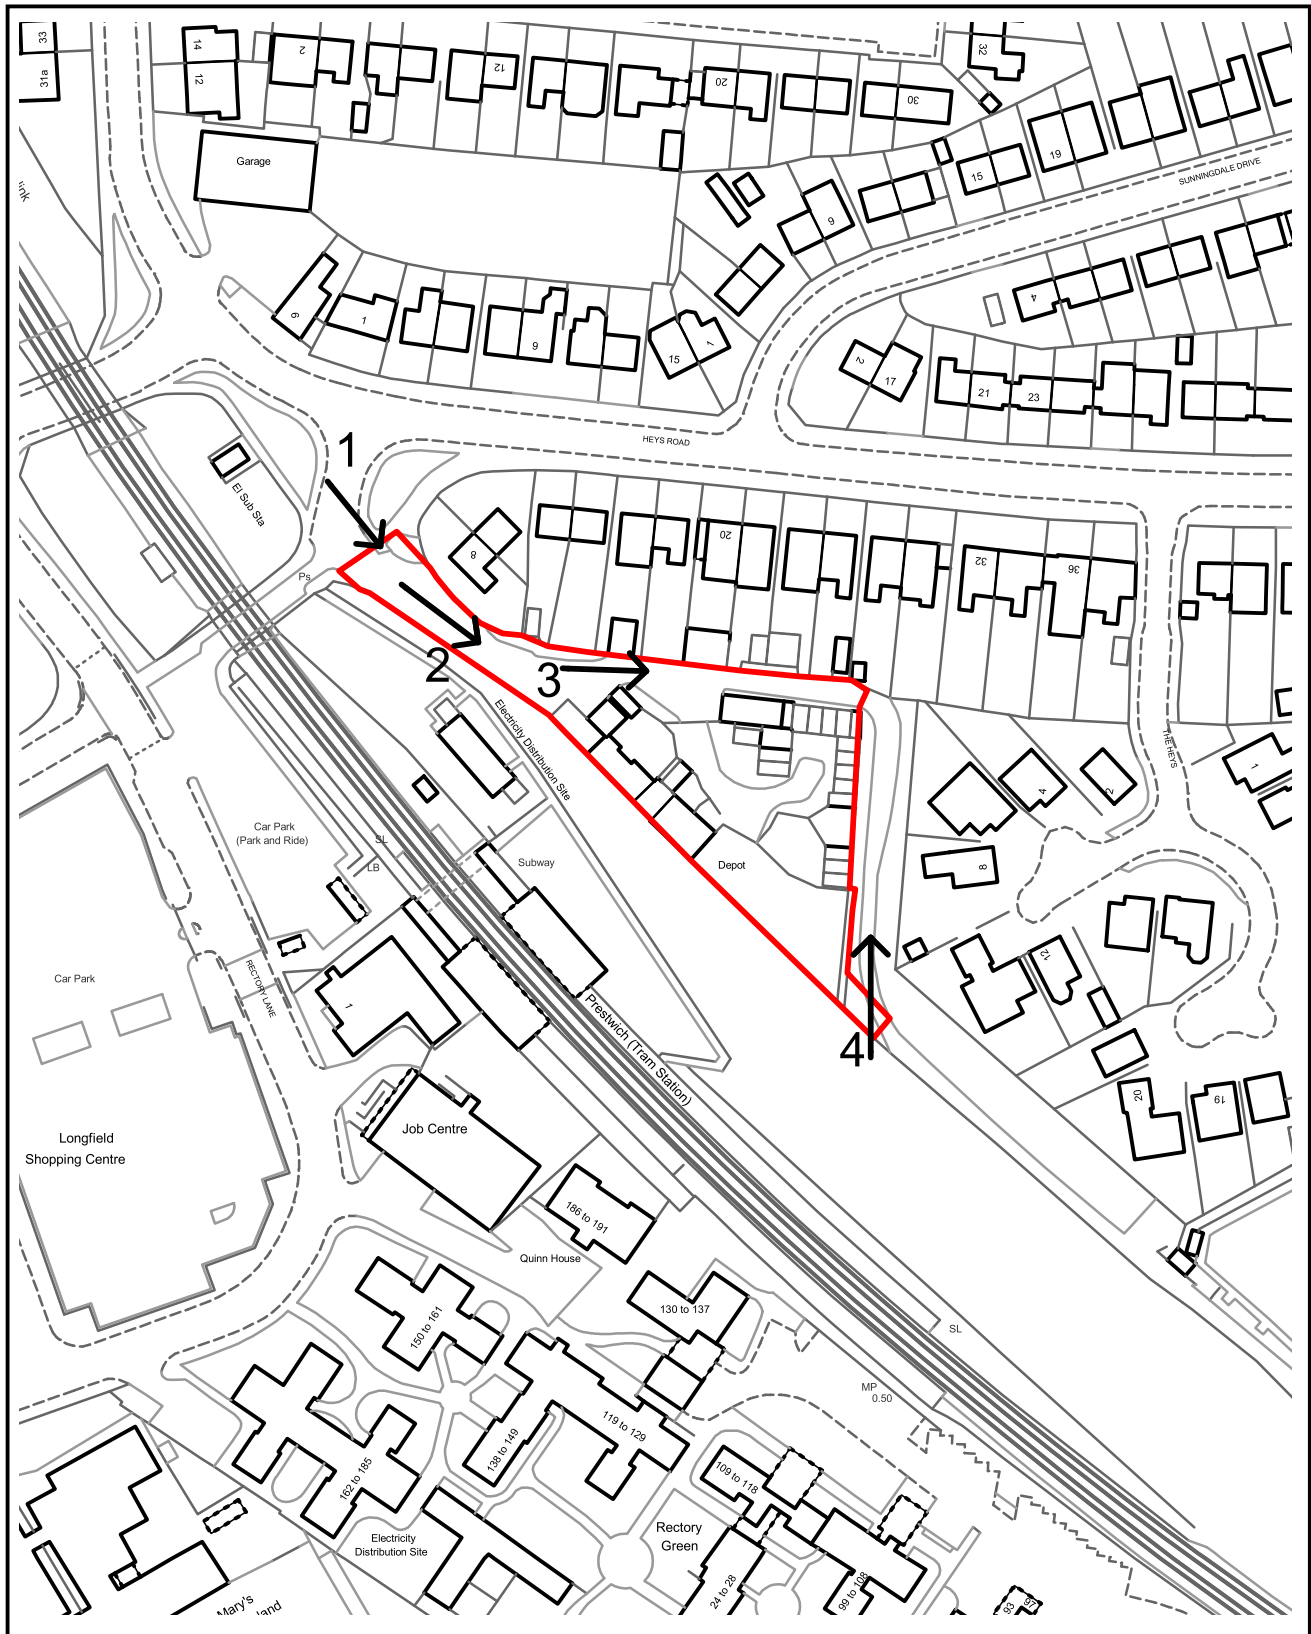 33
31a
14
12
2
12
20
30
32
Garage
15
19
SUNNINGDALE DRIVE
9
6
1
9
15
1
4
2
17
21
23
HEYS ROAD
1
El Sub Sta
8
20
32
36
Ps
2
3
Electricity Distribution Site
THE HEYS
1
4
2
8
Car Park
(Park and Ride)
SL
LB
Subway
Depot
12
Car Park
RECTORY LANE
1
Prestwich (Tram Station)
4
20
19
Longfield
Shopping Centre
Job Centre
186 to 191
Quinn House
130 to 137
150 to 161
SL
MP
0.50
119 to 129
138 to 149
162 to 185
109 to 118
Electricity
Distribution Site
Rectory
Green
24 to 28
99 to 108
93
97
Mary's